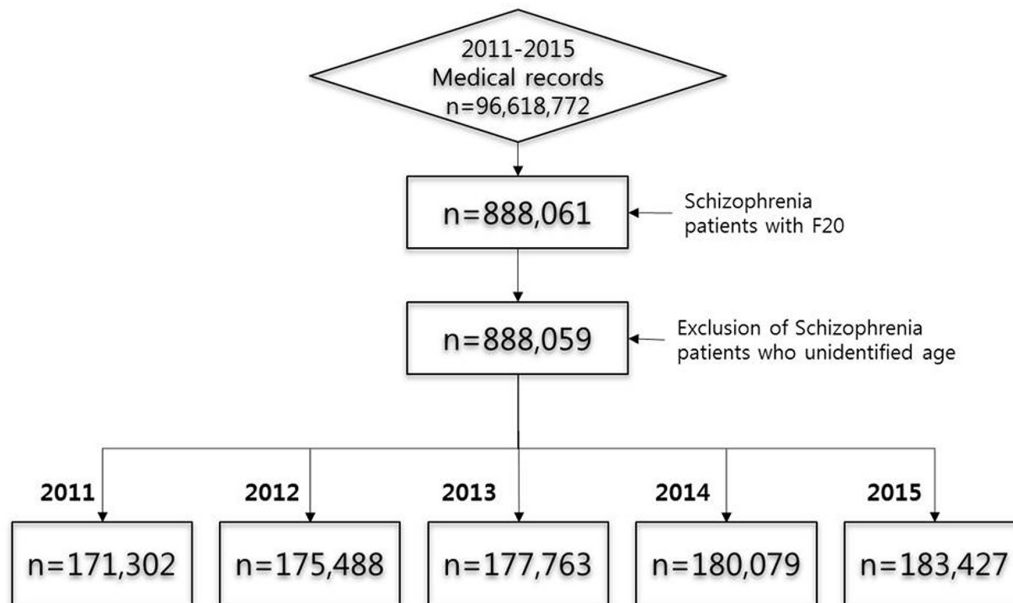 2011-2015
Medical records
n=96,618,772
n=888,061
Schizophrenia
patients with F20
n=888,059
Exclusion of Schizophrenia
patients who unidentified age
2011
2012
2013
2014
2015
n=171,302
n=175,488
n=177,763
n=180,079
n=183,427